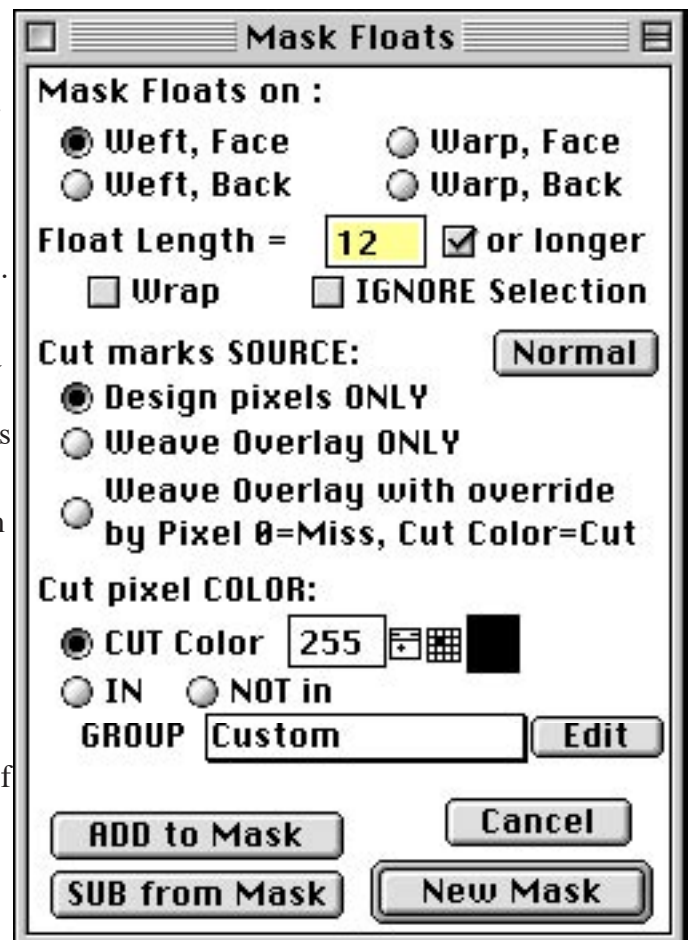 Mask Floats
Mask Floats on :
Weft, Face Warp, Face
Weft, Back Warp, Back
Float Length = 12 or longer
Wrap IGNORE Selection
Cut marks SOURCE: Normal
Design pixels ONLY
Weave Overlay ONLY
Weave Overlay with override
by Pixel 0=Miss, Cut Color=Cut
Cut pixel COLOR:
CUT Color 255
IN NOT in
GROUP Custom Edit
ADD to Mask Cancel
SUB from Mask New Mask